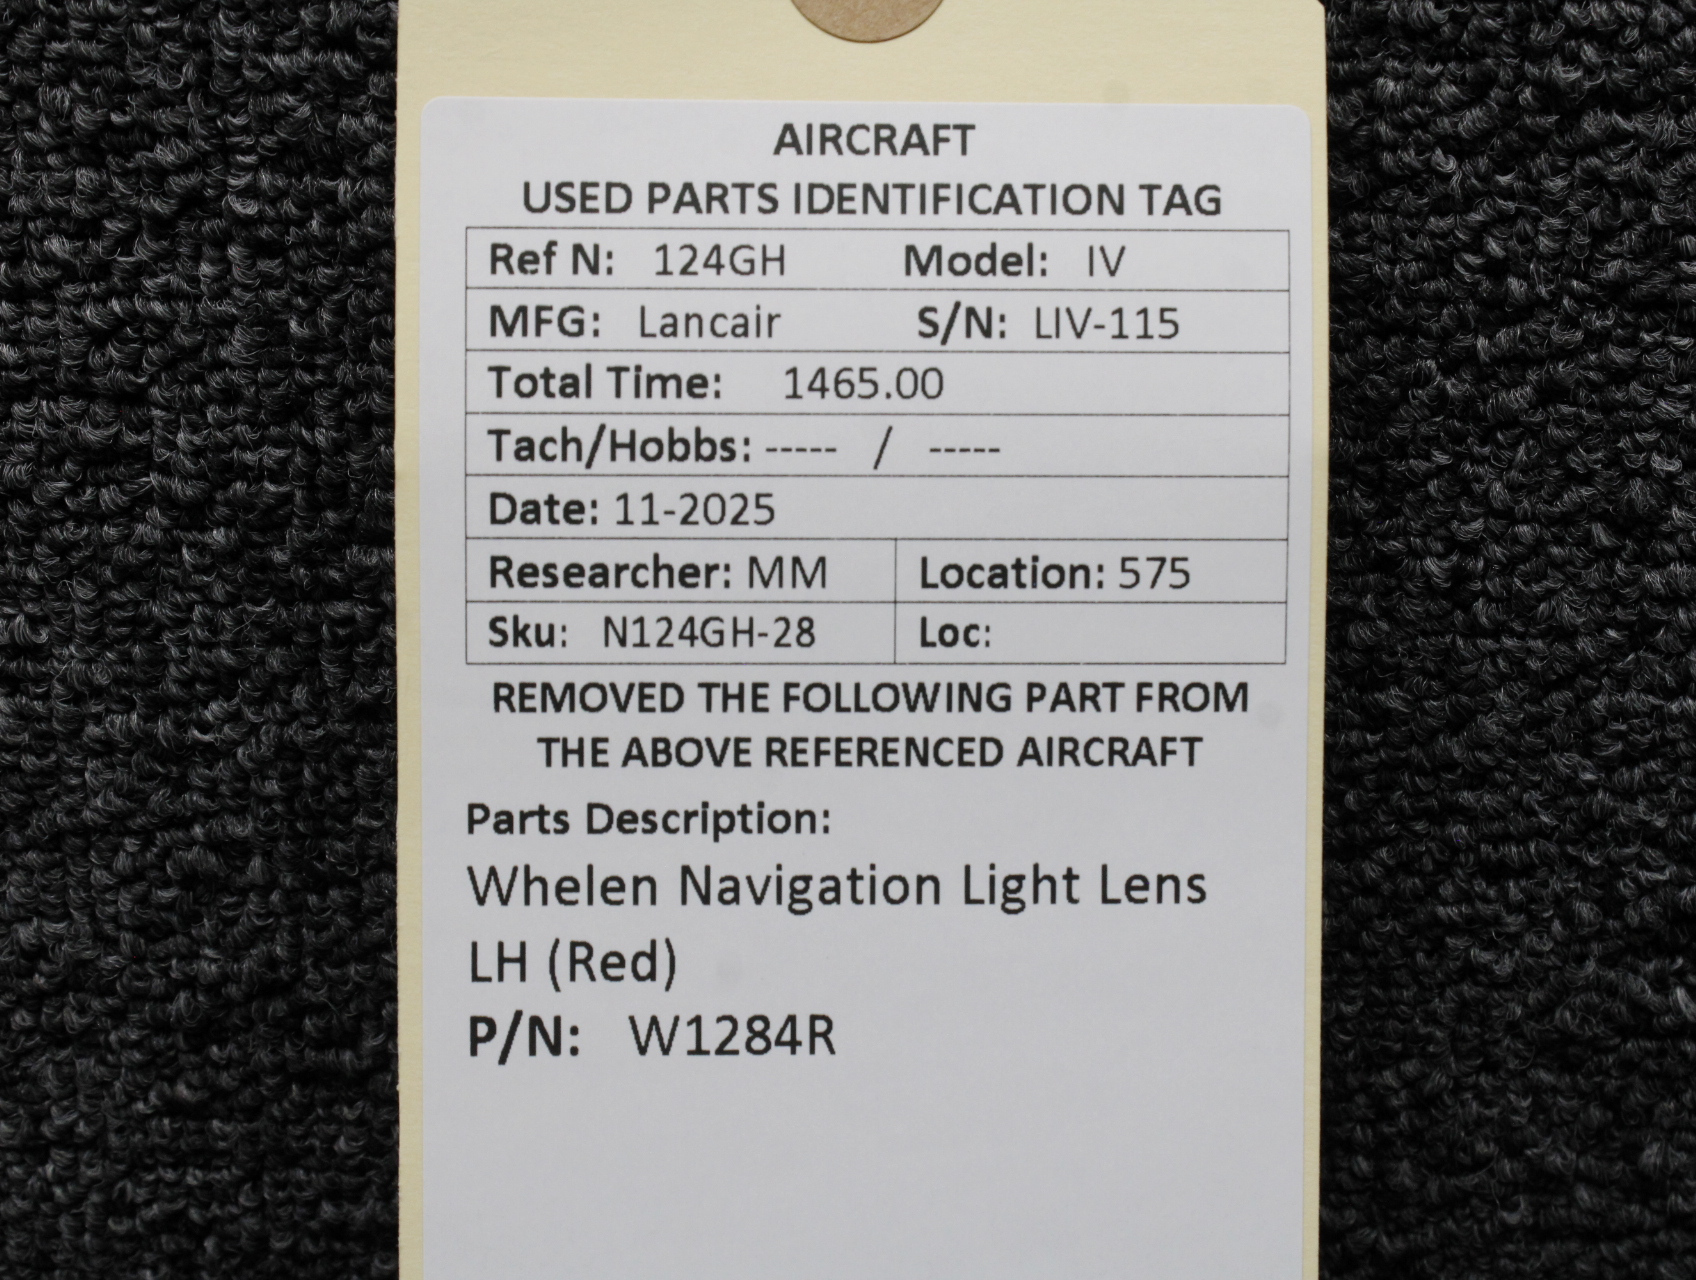 AIRCRAFT
USED PARTS IDENTIFICATION TAG
Ref N: 124GH Model: IV
MFG: Lancair S/N: LIV-115
Total Time: 1465.00
Tach/Hobbs: ----- / -----
Date: 11-2025
Researcher: MM Location: 575
Sku: N124GH-28 Loc:
REMOVED THE FOLLOWING PART FROM
THE ABOVE REFERENCED AIRCRAFT
Parts Description:
Whelen Navigation Light Lens
LH (Red)
P/N: W1284R